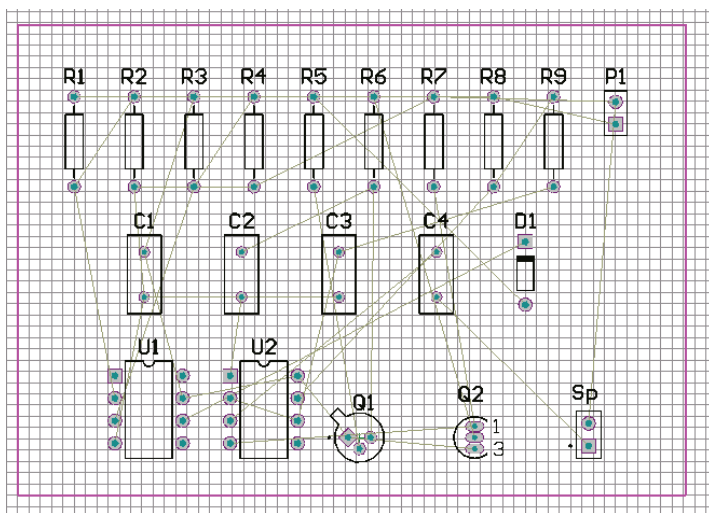 R1 R2 R3 R4 R5 R6 R7 R8 R9 P1
C1 C2 C3 C4 D1
U1 U2
Q1 Q2 Sp
1
3